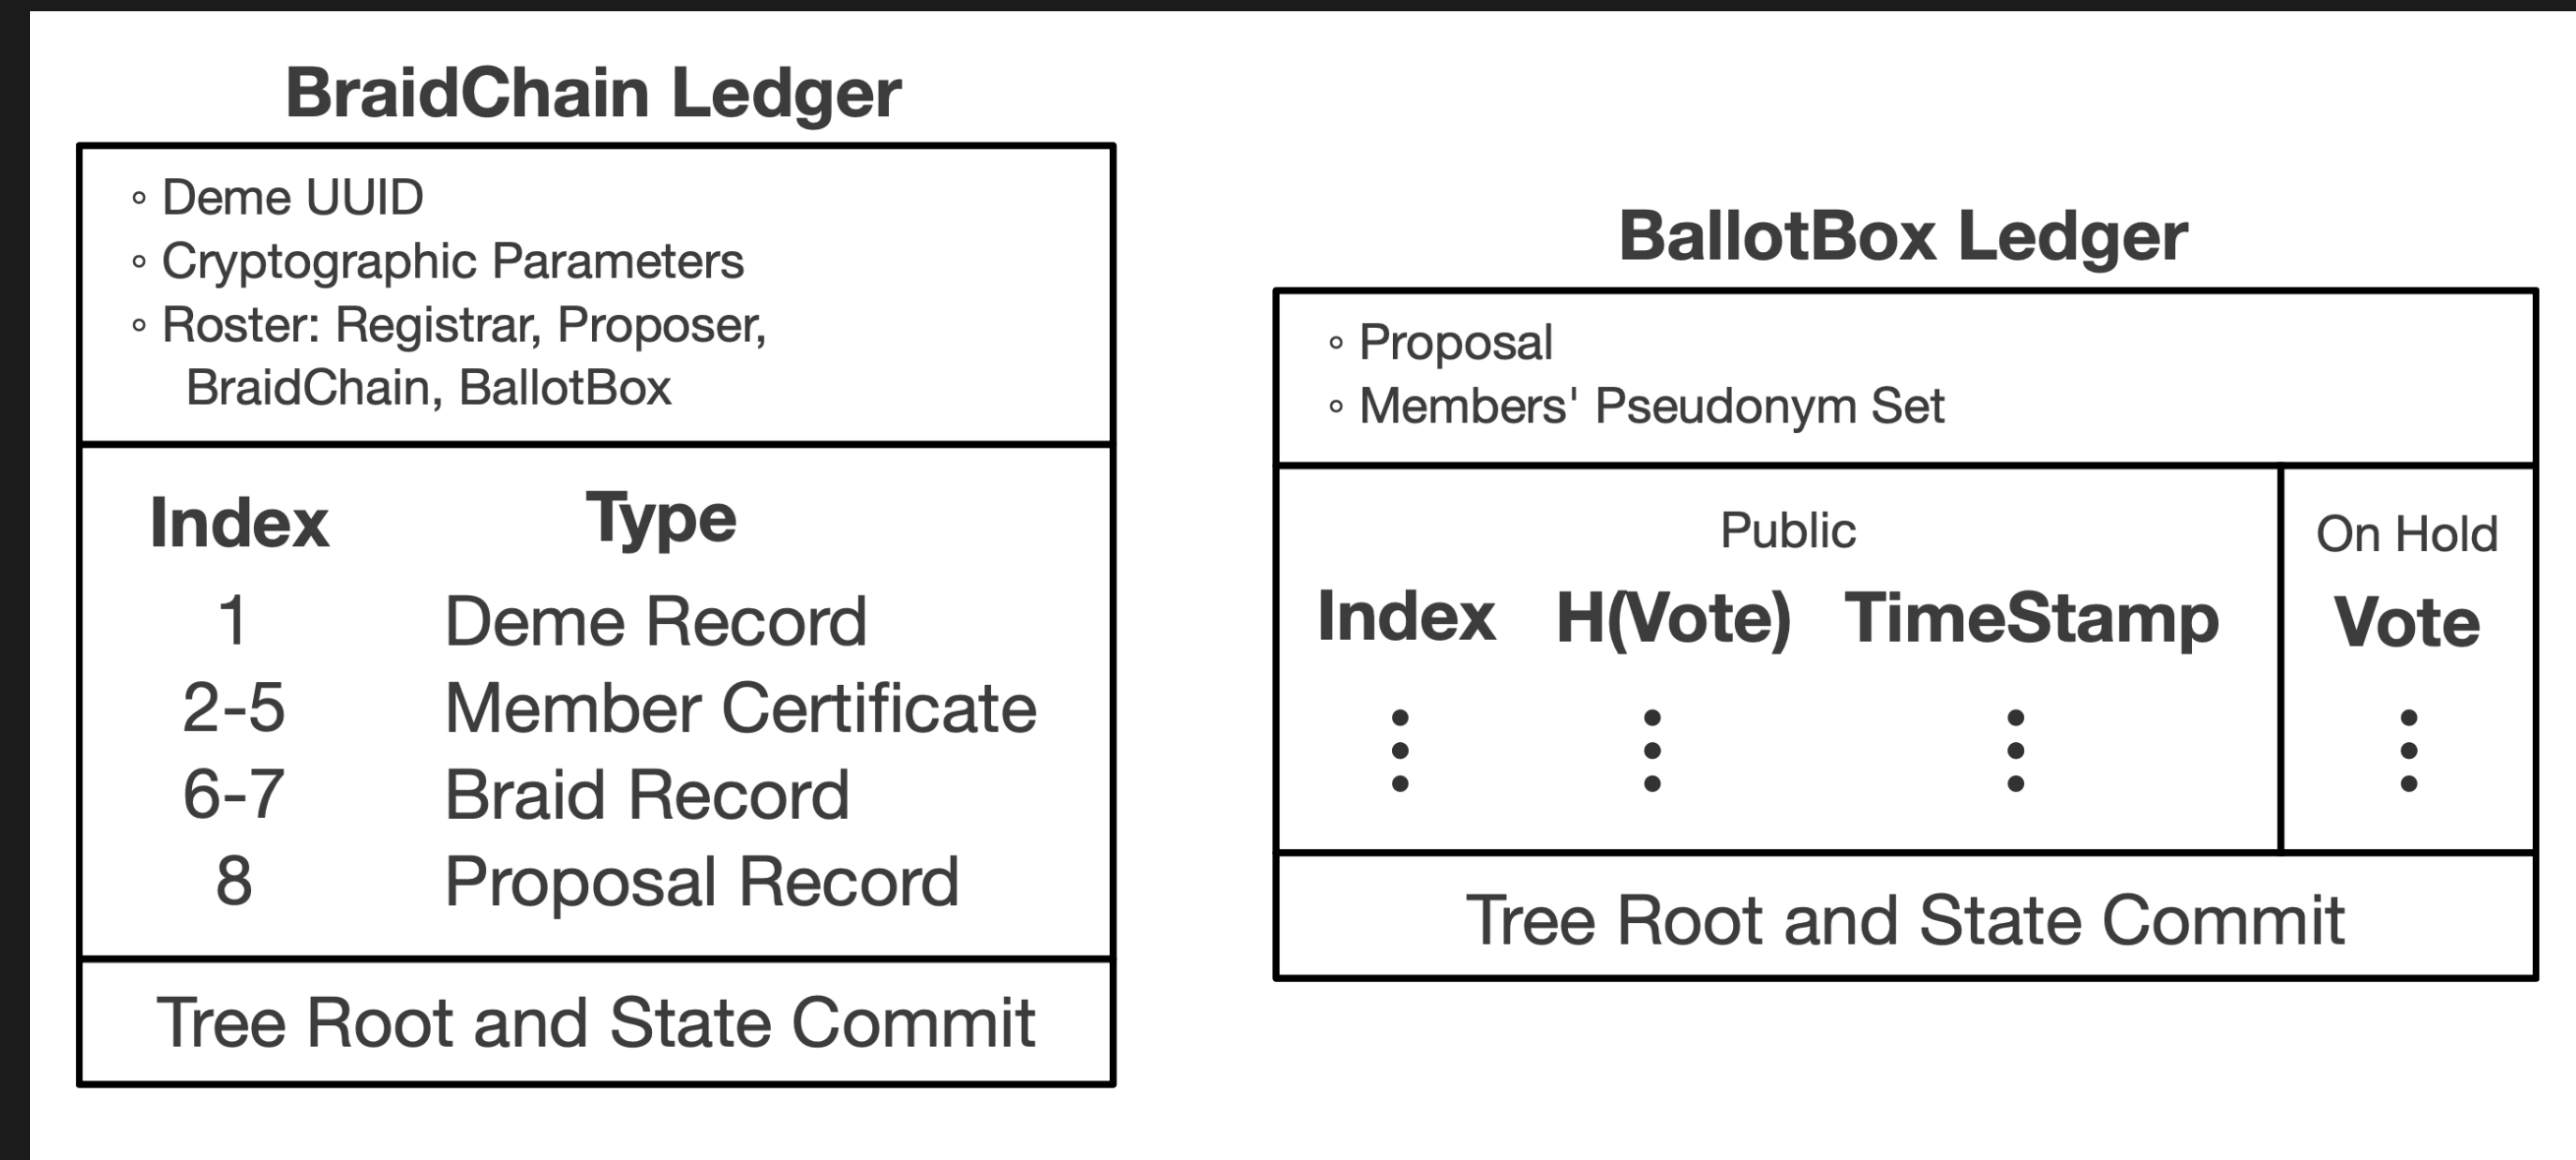 BraidChain Ledger
◦ Deme UUID
◦ Cryptographic Parameters
◦ Roster: Registrar, Proposer,
BraidChain, BallotBox
Index Type
1 Deme Record
2-5 Member Certificate
6-7 Braid Record
8 Proposal Record
Tree Root and State Commit
BallotBox Ledger
◦ Proposal
◦ Members' Pseudonym Set
Public On Hold
Index H(Vote) TimeStamp Vote
Tree Root and State Commit